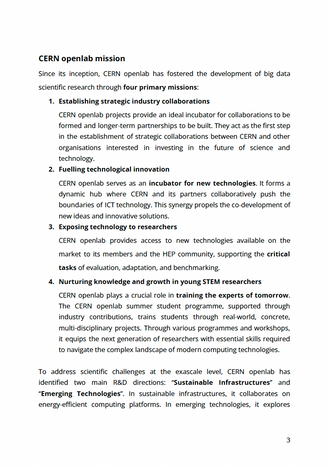 CERN openlab mission
Since its inception, CERN openlab has fostered the development of big data
scientific research through four primary missions:
1. Establishing strategic industry collaborations
CERN openlab projects provide an ideal incubator for collaborations to be
formed and longer-term partnerships to be built. They act as the first step
in the establishment of strategic collaborations between CERN and other
organisations interested in investing in the future of science and
technology.
2. Fuelling technological innovation
CERN openlab serves as an incubator for new technologies. It forms a
dynamic hub where CERN and its partners collaboratively push the
boundaries of ICT technology. This synergy propels the co-development of
new ideas and innovative solutions.
3. Exposing technology to researchers
CERN openlab provides access to new technologies available on the
market to its members and the HEP community, supporting the critical
tasks of evaluation, adaptation, and benchmarking.
4. Nurturing knowledge and growth in young STEM researchers
CERN openlab plays a crucial role in training the experts of tomorrow.
The CERN openlab summer student programme, supported through
industry contributions, trains students through real-world, concrete,
multi-disciplinary projects. Through various programmes and workshops,
it equips the next generation of researchers with essential skills required
to navigate the complex landscape of modern computing technologies.
To address scientific challenges at the exascale level, CERN openlab has
identified two main R&D directions: “Sustainable Infrastructures” and
“Emerging Technologies”. In sustainable infrastructures, it collaborates on
energy-efficient computing platforms. In emerging technologies, it explores
3